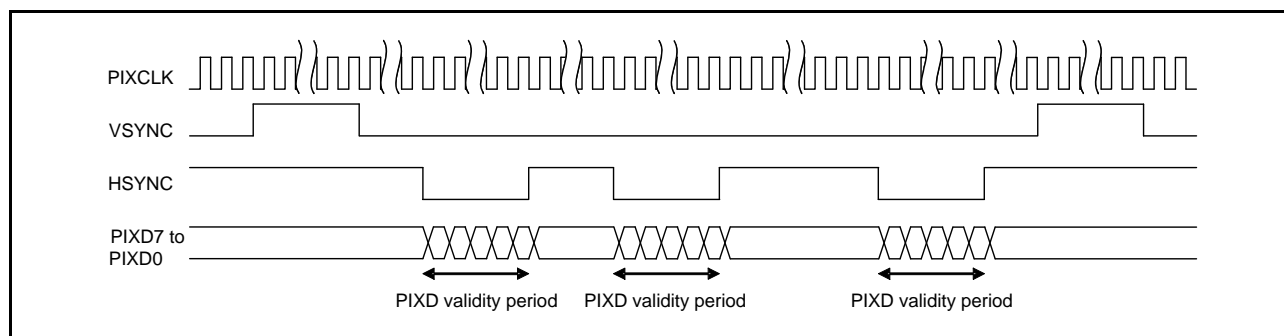 PIXCLK
VSYNC
HSYNC
PIXD7 to
PIXD0
PIXD validity period PIXD validity period PIXD validity period